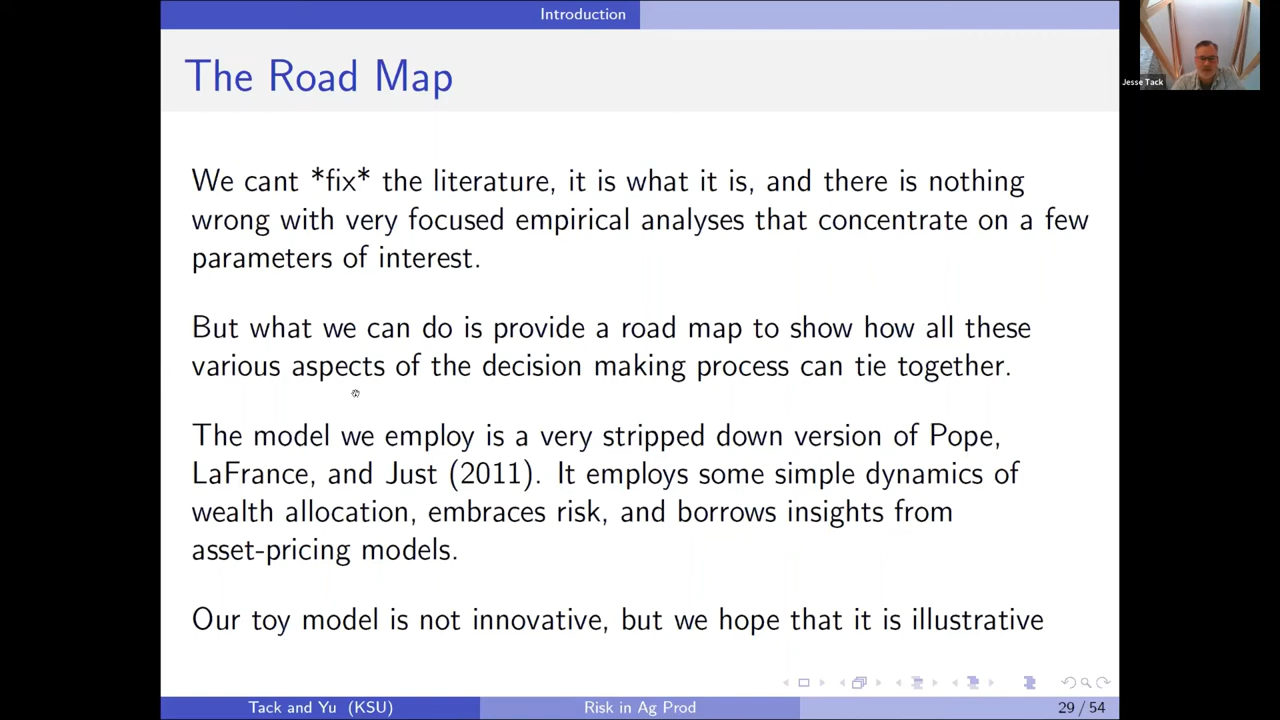 Introduction
The Road Map
We cant *fix* the literature, it is what it is, and there is nothing
wrong with very focused empirical analyses that concentrate on a few
parameters of interest.
But what we can do is provide a road map to show how all these
various aspects of the decision making process can tie together.
The model we employ is a very stripped down version of Pope,
LaFrance, and Just (2011). It employs some simple dynamics of
wealth allocation, embraces risk, and borrows insights from
asset-pricing models.
Our toy model is not innovative, but we hope that it is illustrative
Tack and Yu (KSU)
Risk in Ag Prod
29 / 54
Jesse Tack